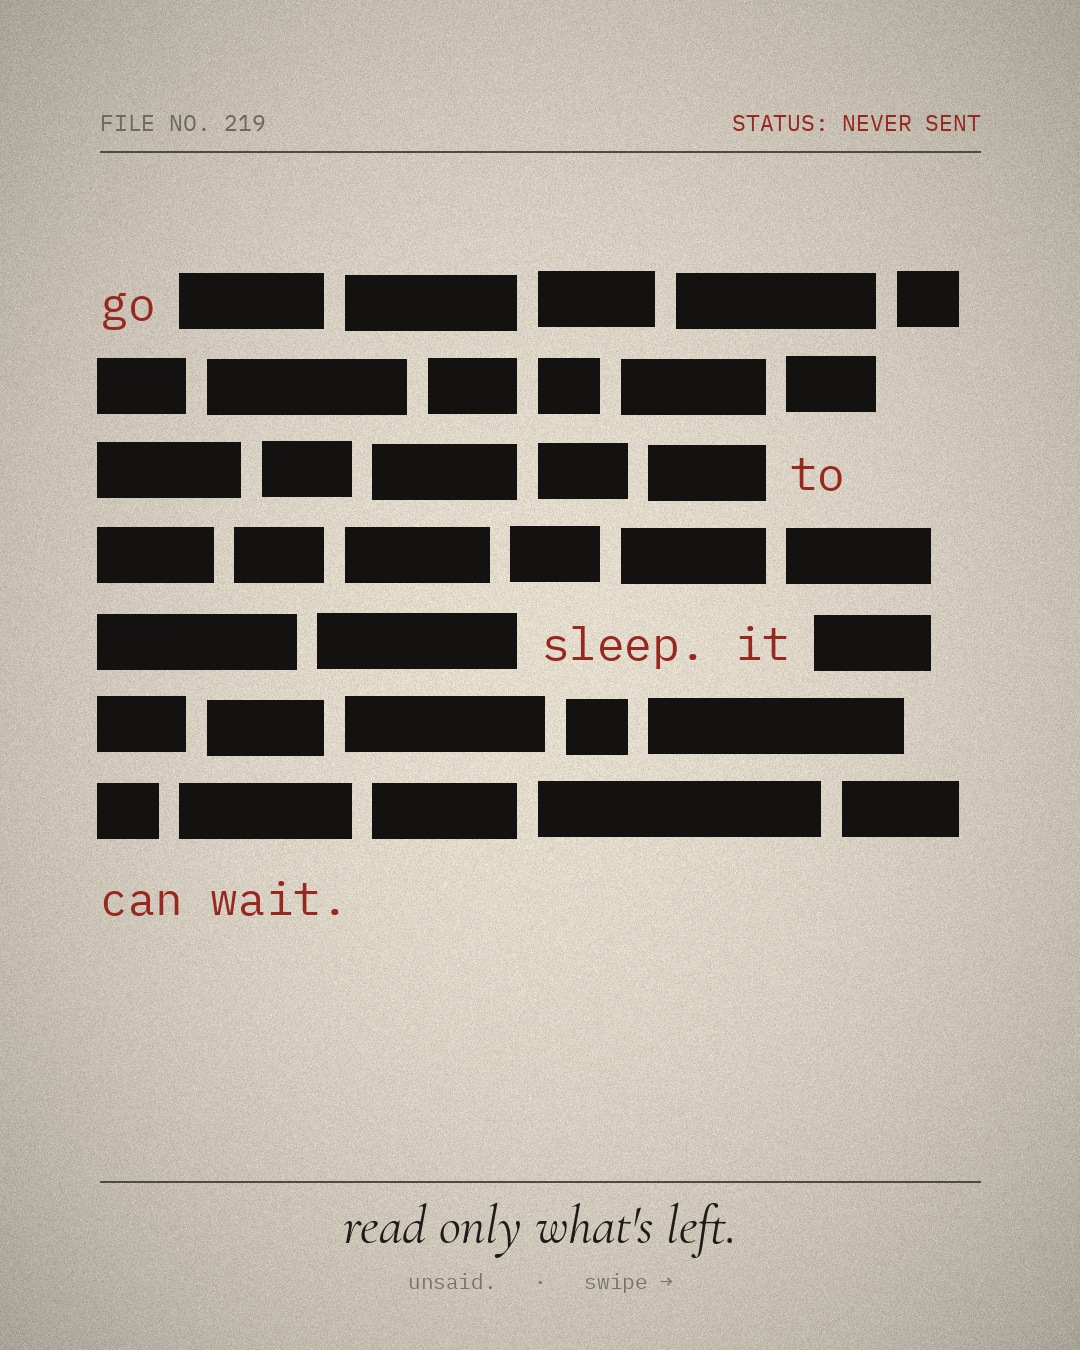 FILE NO. 219
STATUS: NEVER SENT
go
to
sleep. it
can wait.
read only what's left.
unsaid. · swipe →